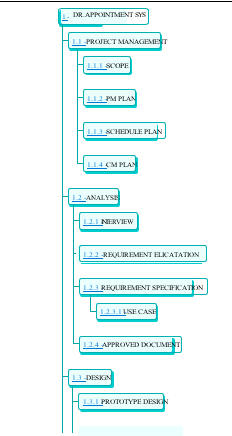 1.- DR.APPOINTMENT SYS
1.1-PROJECT MANAGEMENT
1.1.1-SCOPE
1.1.2-PM PLAN
1.1.3-SCHEDULE PLAN
1.1.4-CM PLAN
1.2-ANALYSIS
1.2.1
1.2.2-REQUIREMENT ELICATATION
1.2.3 REQUIREMENT SPECIFICATION
1.2.3.1 USE CASE
1.2.4-APPROVED DOCUMENT
1.3-DESIGN
1.3.1 PROTOTYPE DESIGN